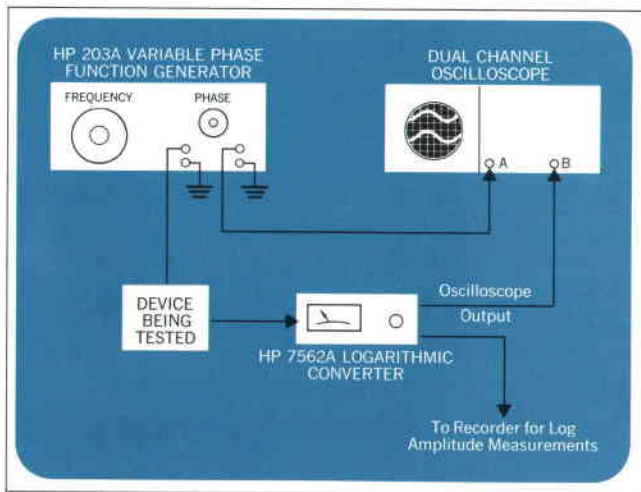 HP 203A VARIABLE PHASE
FUNCTION GENERATOR
DUAL CHANNEL
OSCILLOSCOPE
FREQUENCY
PHASE
A
B
DEVICE
BEING
TESTED
Oscilloscope
Output
HP 7562A LOGARITHMIC
CONVERTER
To Recorder for Log
Amplitude Measurements